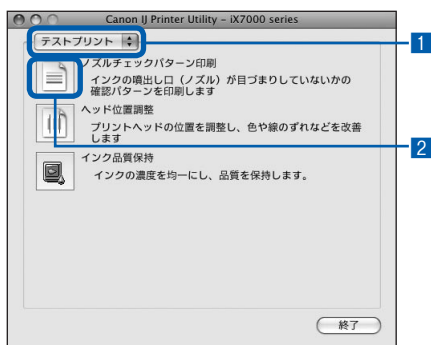 Canon IJ Printer Utility – iX7000 series
テストプリント
1
ノズルチェックパターン印刷
インクの噴出し口（ノズル）が目づまりしていないかの
確認パターンを印刷します
ヘッド位置調整
プリントヘッドの位置を調整し、色や線のずれなどを改善
します
2
インク品質保持
インクの濃度を均一にし、品質を保持します。
終了